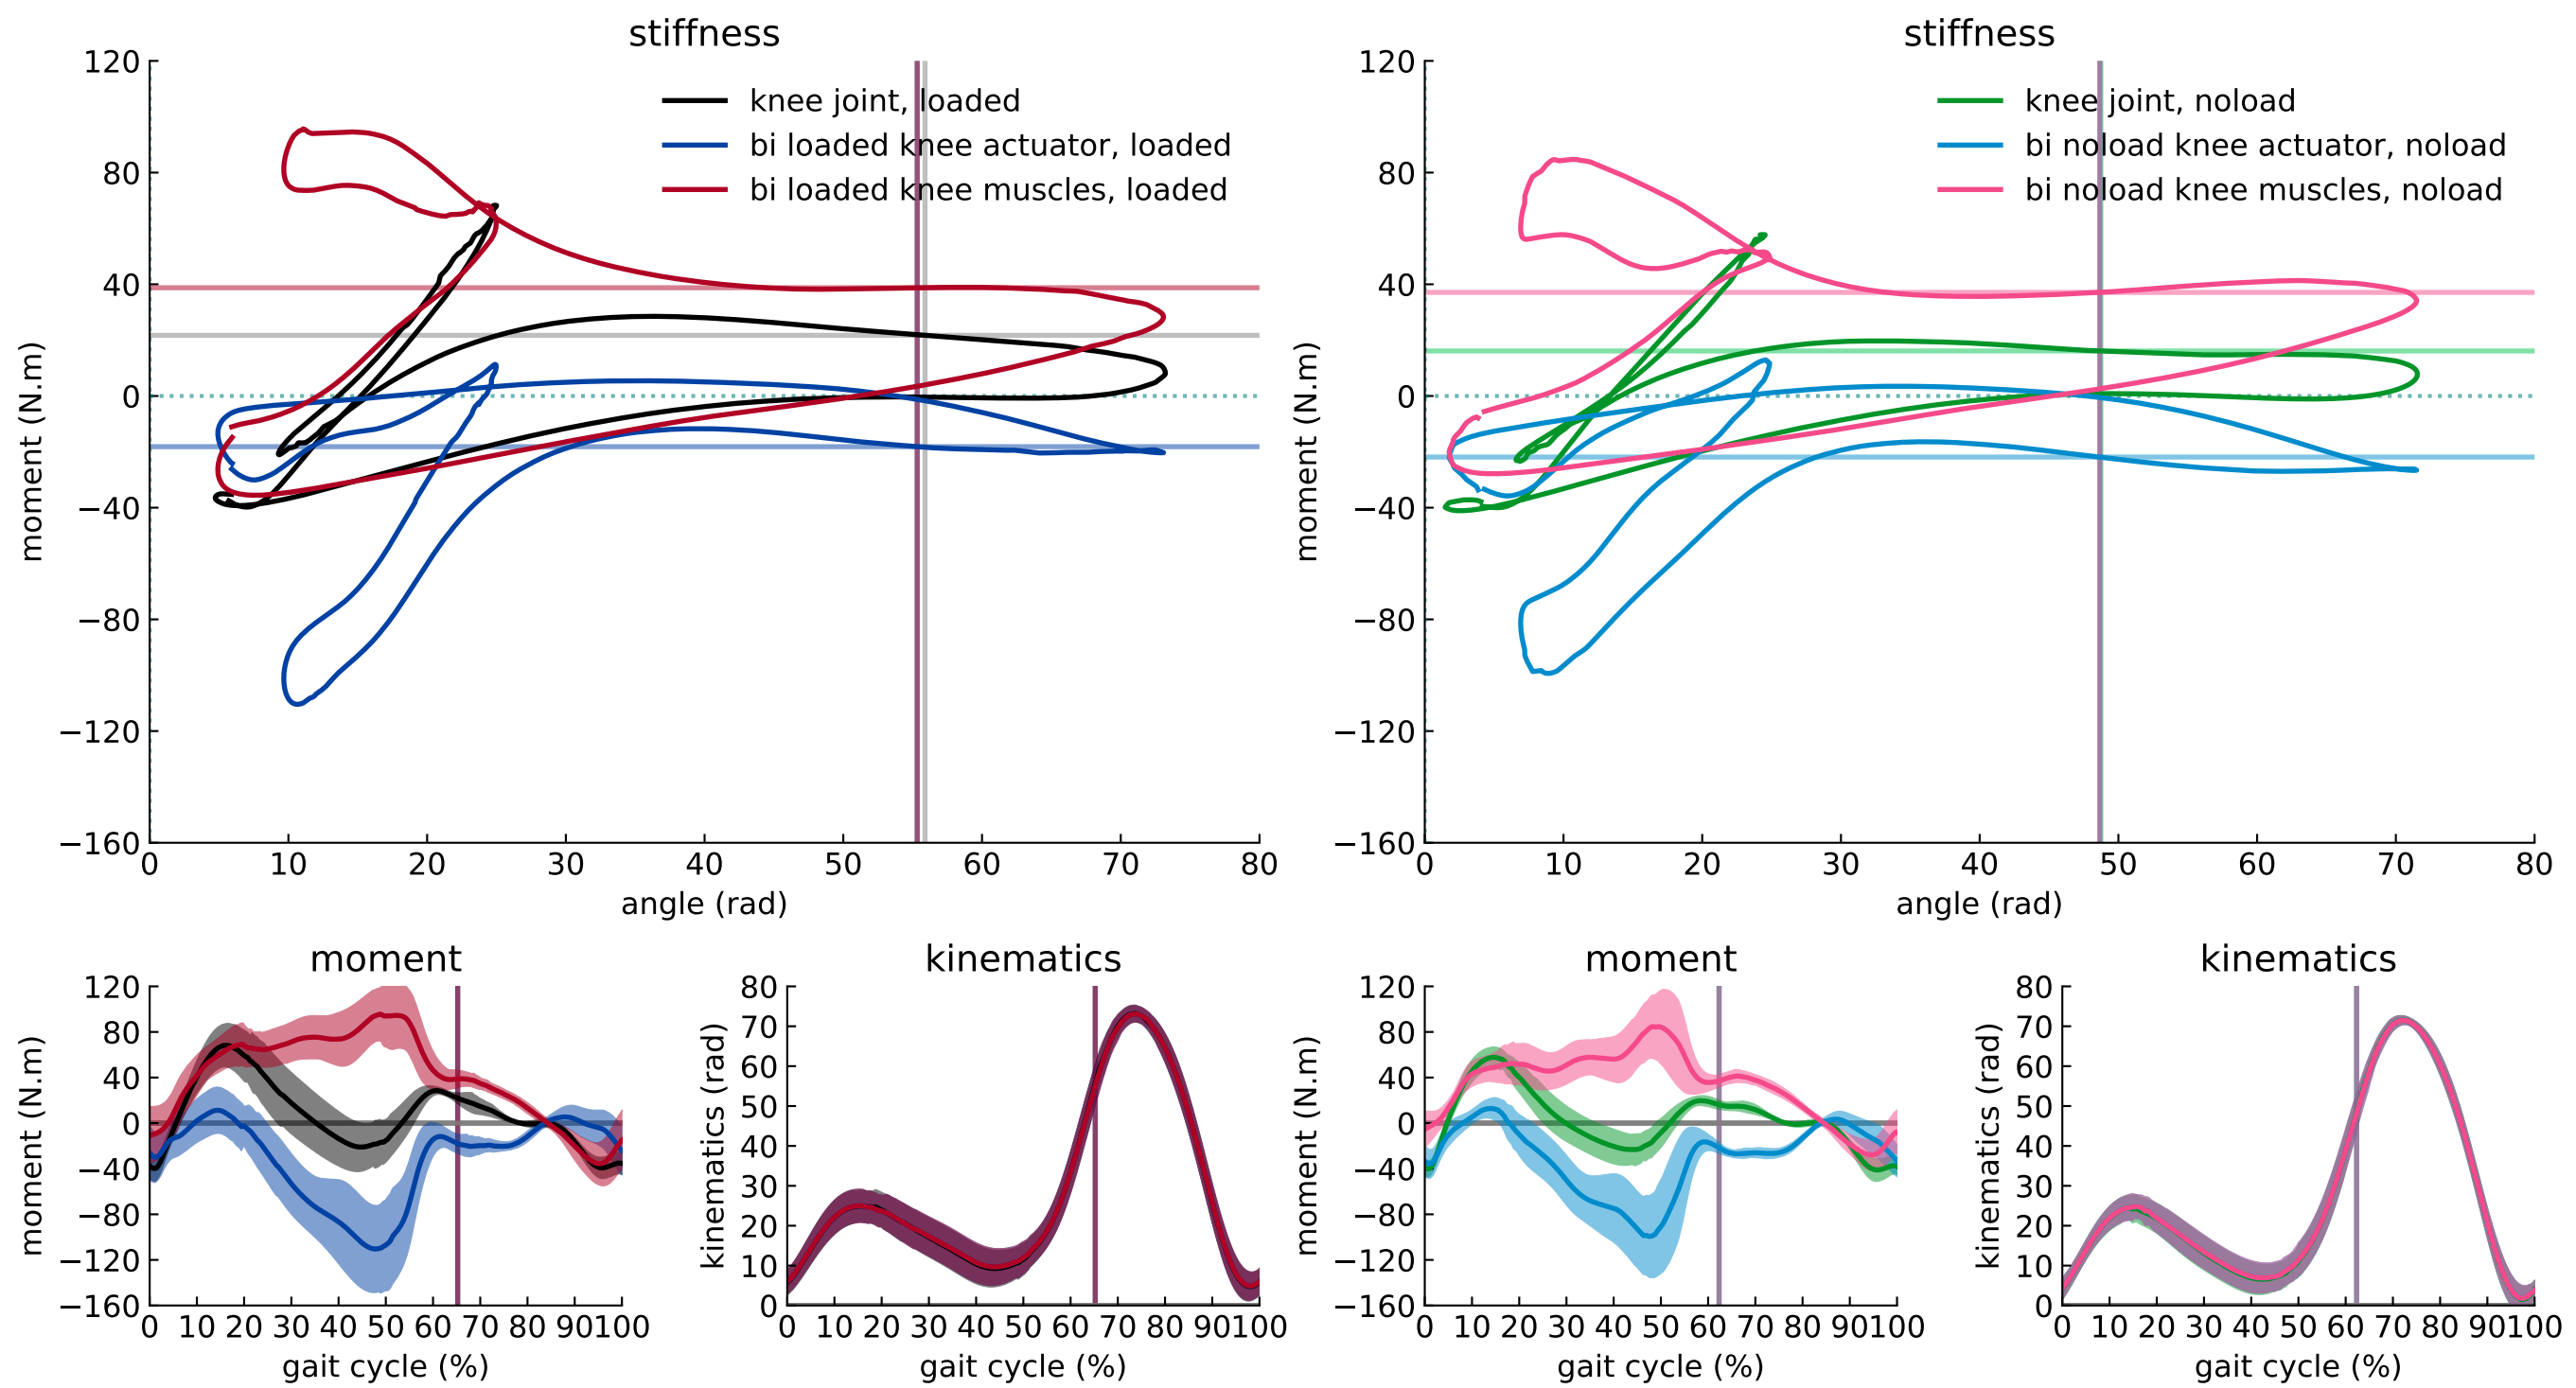 stiffness
120
80
40
0
−40
−80
−120
−160
moment (N.m)
knee joint, loaded
bi loaded knee actuator, loaded
bi loaded knee muscles, loaded
0 10 20 30 40 50 60 70 80
angle (rad)
stiffness
120
80
40
0
−40
−80
−120
−160
moment (N.m)
knee joint, noload
bi noload knee actuator, noload
bi noload knee muscles, noload
0 10 20 30 40 50 60 70 80
angle (rad)
moment
120
80
40
0
−40
−80
−120
−160
moment (N.m)
0 10 20 30 40 50 60 70 80 90100
gait cycle (%)
kinematics
80
70
60
50
40
30
20
10
0
kinematics (rad)
0 10 20 30 40 50 60 70 80 90100
gait cycle (%)
moment
120
80
40
0
−40
−80
−120
−160
moment (N.m)
0 10 20 30 40 50 60 70 80 90100
gait cycle (%)
kinematics
80
70
60
50
40
30
20
10
0
kinematics (rad)
0 10 20 30 40 50 60 70 80 90100
gait cycle (%)